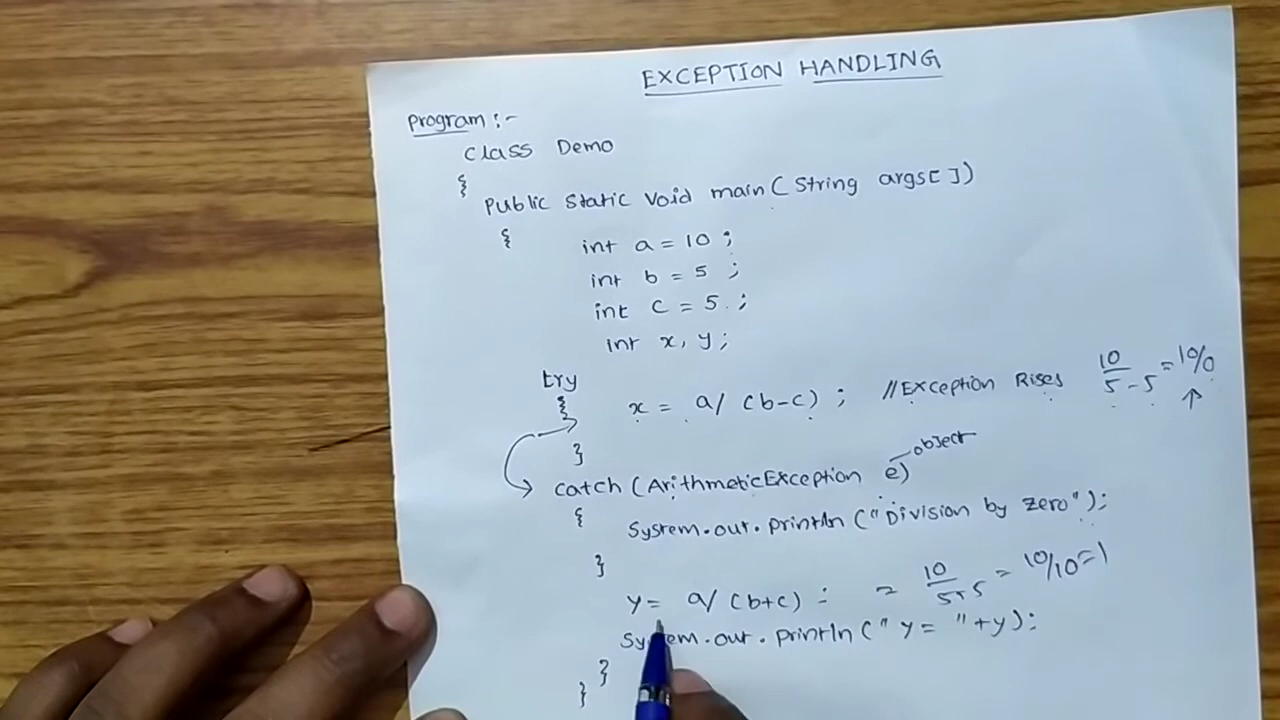 EXCEPTION HANDLING
Program :-
Class Demo
{
Public Static Void main ( String args[ ])
{
int a = 10 ;
int b = 5 ;
int c = 5 ;
int x, y ;
try
{
x = a/ (b-c) ; //Exception Rises 10/5-5 = 10/0
}
catch (ArithmeticException e) object
{
System.out.println ("Division by zero");
}
y = a/ (b+c) ; = 10/5+5 = 10/10 = 1
System.out.println (" y = "+y);
}
}